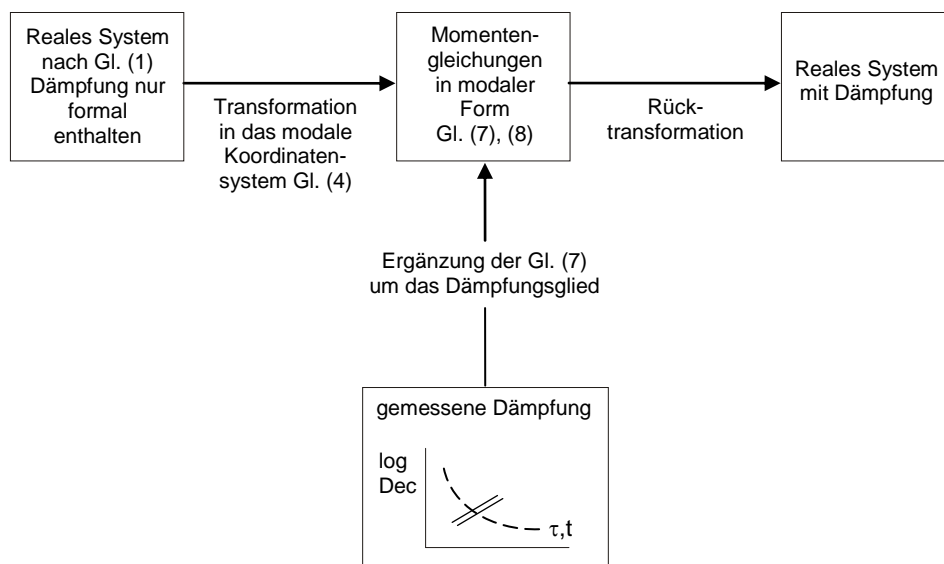 Reales System
nach Gl. (1)
Dämpfung nur
formal
enthalten
Transformation
in das modale
Koordinaten-
system Gl. (4)
Momenten-
gleichungen
in modaler
Form
Gl. (7), (8)
Rück-
transformation
Reales System
mit Dämpfung
Ergänzung der Gl. (7)
um das Dämpfungsglied
gemessene Dämpfung
log
Dec
τ,t